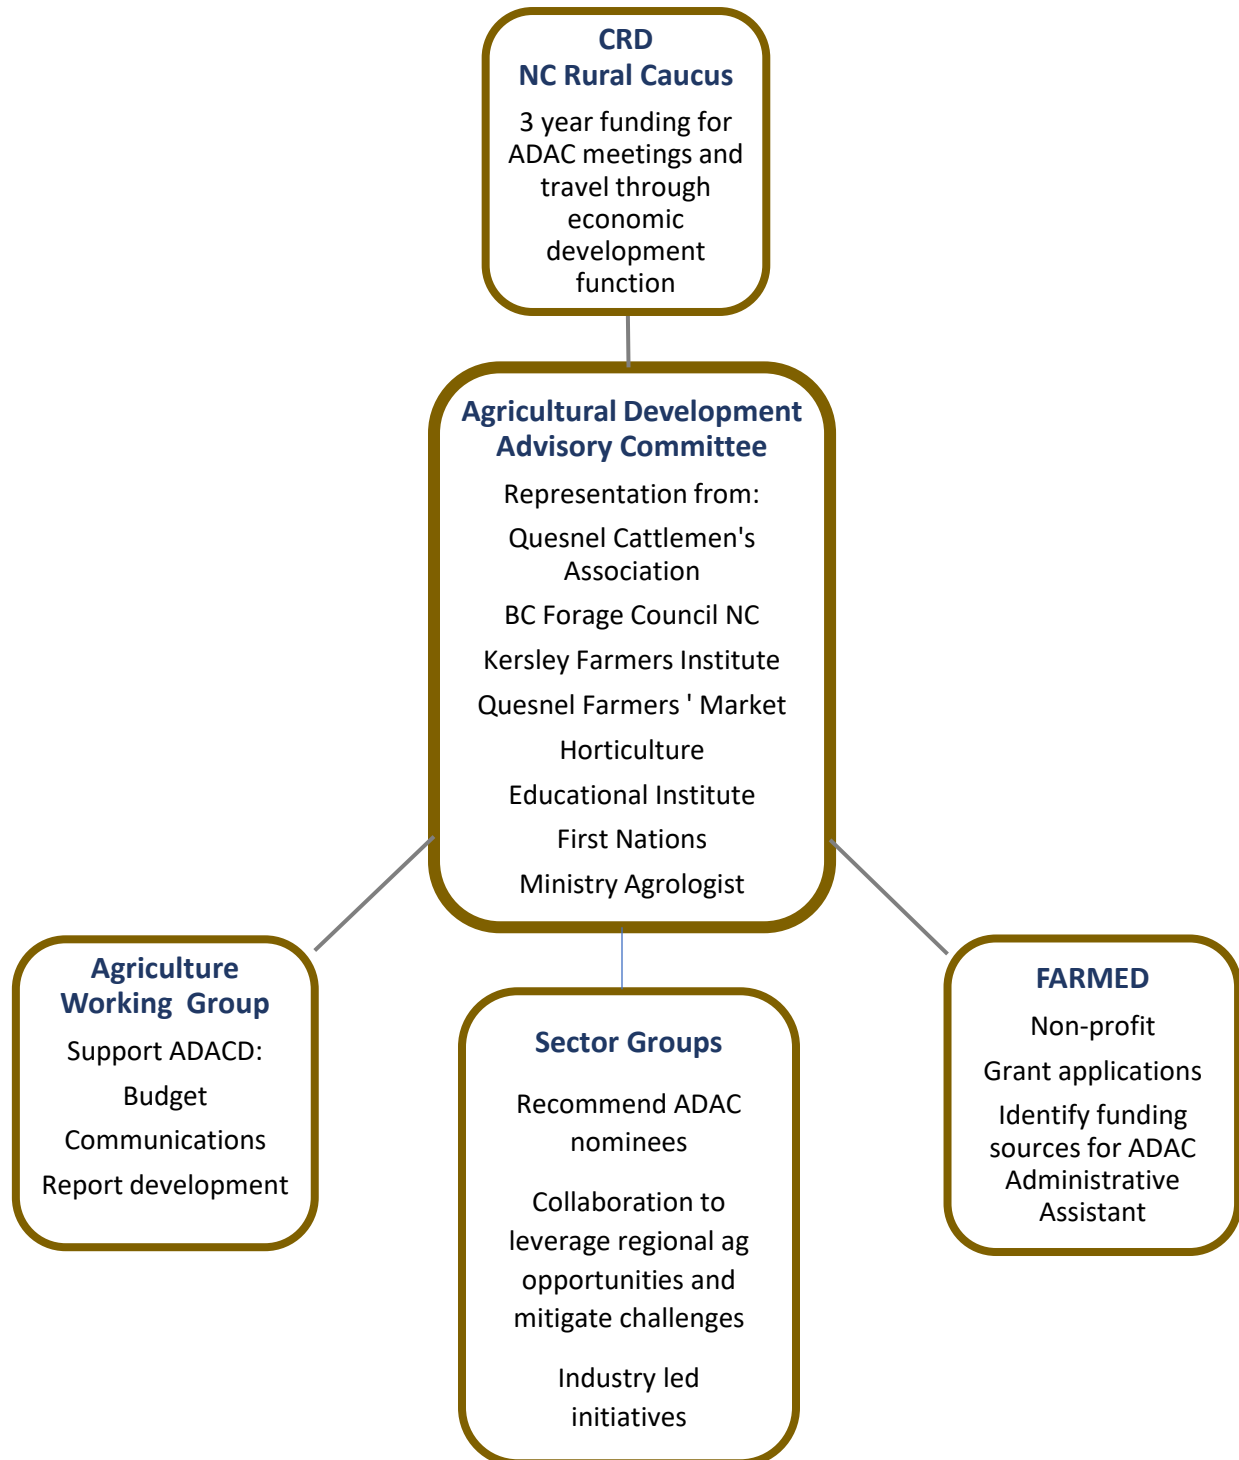 CRD
NC Rural Caucus
3 year funding for
ADAC meetings and
travel through
economic
development
function
Agricultural Development
Advisory Committee
Representation from:
Quesnel Cattlemen's
Association
BC Forage Council NC
Kersley Farmers Institute
Quesnel Farmers ' Market
Horticulture
Educational Institute
First Nations
Ministry Agrologist
Agriculture
Working Group
Support ADACD:
Budget
Communications
Report development
Sector Groups
Recommend ADAC
nominees
Collaboration to
leverage regional ag
opportunities and
mitigate challenges
Industry led
initiatives
FARMED
Non-profit
Grant applications
Identify funding
sources for ADAC
Administrative
Assistant